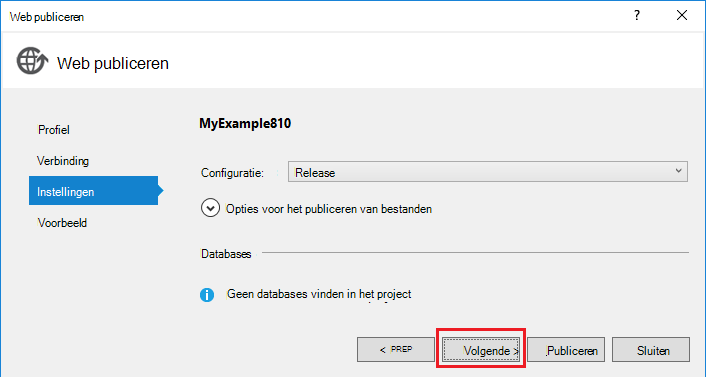 Web publiceren
?
Web publiceren
Profiel
Verbinding
Instellingen
Voorbeeld
MyExample810
Configuratie: Release
Opties voor het publiceren van bestanden
Databases
Geen databases vinden in het project
< PREP Volgende > Publiceren Sluiten